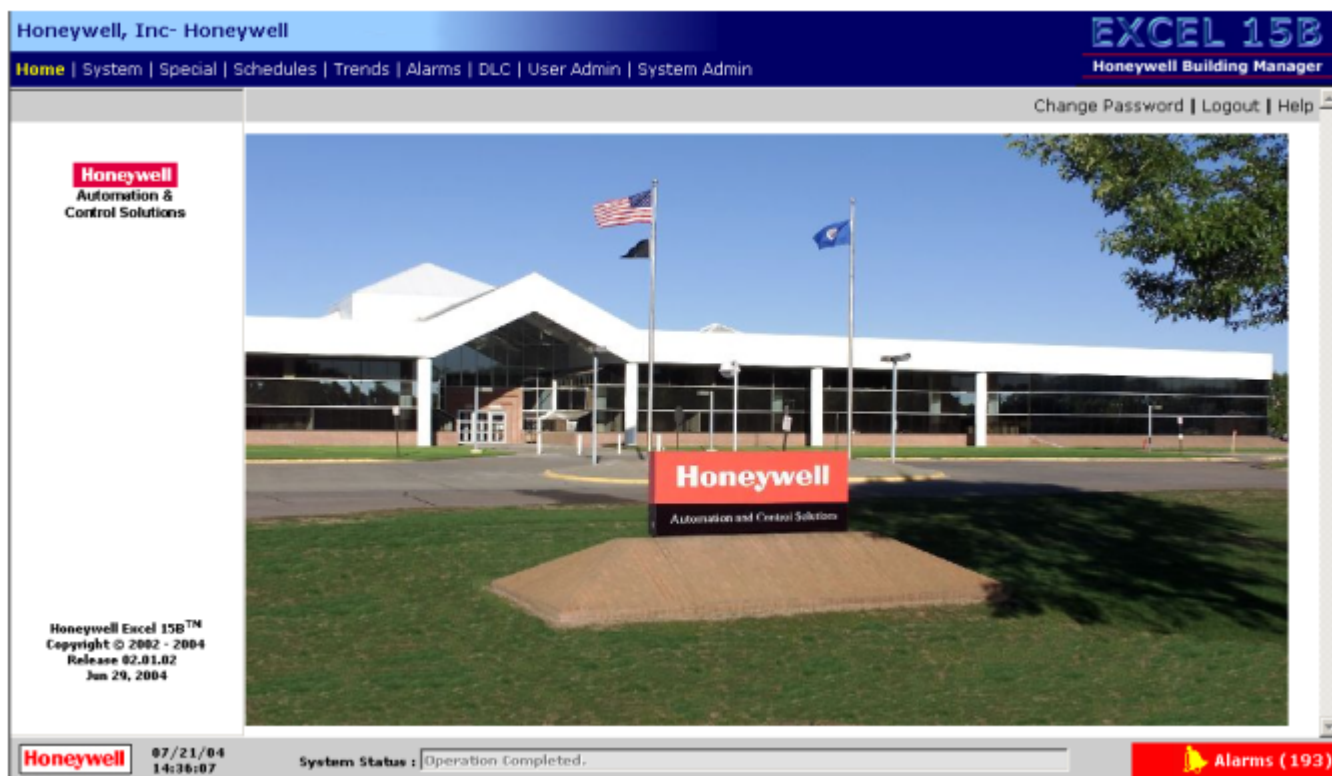 Honeywell, Inc- Honeywell
EXCEL 15B
Home | System | Special | Schedules | Trends | Alarms | DLC | User Admin | System Admin
Honeywell Building Manager
Change Password | Logout | Help
Honeywell
Automation &
Control Solutions
Honeywell
Automation and Control Solutions
Honeywell Excel 15B™
Copyright © 2002 - 2004
Release 02.01.02
Jun 29, 2004
Honeywell
07/21/04
14:36:07
System Status : Operation Completed.
Alarms (193)